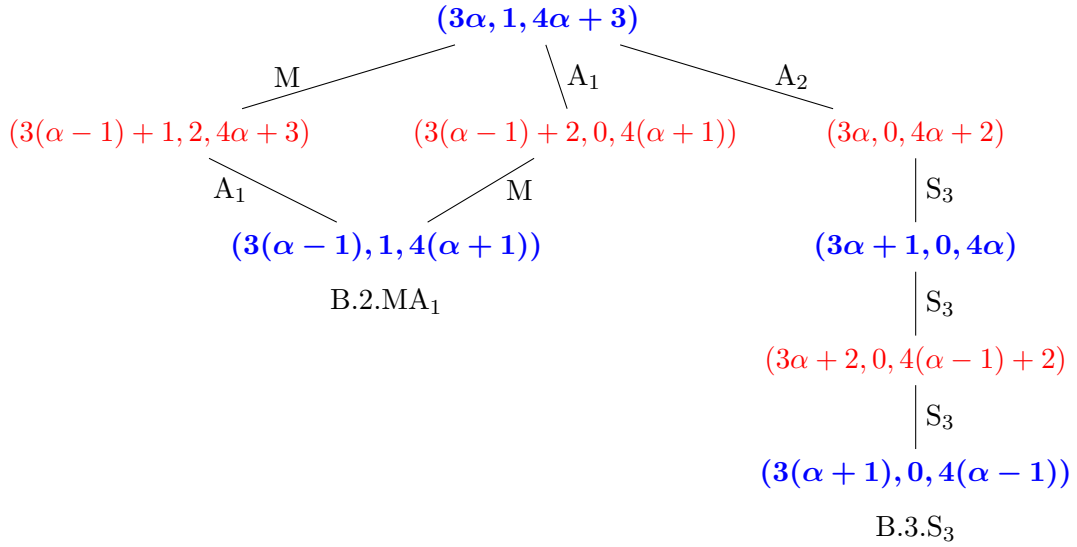 (3α, 1, 4α + 3)
M A₁ A₂
(3(α − 1) + 1, 2, 4α + 3) (3(α − 1) + 2, 0, 4(α + 1)) (3α, 0, 4α + 2)
A₁ M S₃
(3(α − 1), 1, 4(α + 1)) (3α + 1, 0, 4α)
B.2.MA₁ S₃
(3α + 2, 0, 4(α − 1) + 2)
S₃
(3(α + 1), 0, 4(α − 1))
B.3.S₃